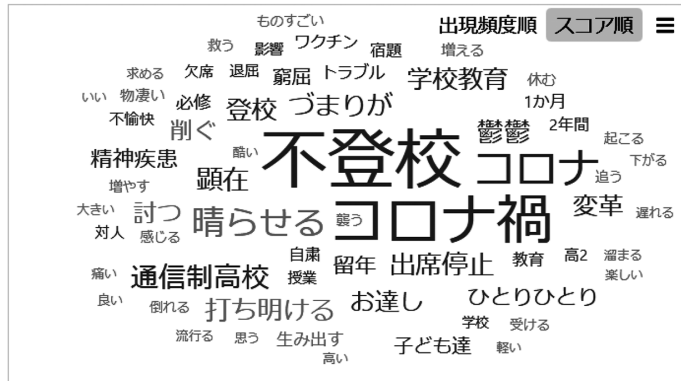 ものすごい
出現頻度順 スコア順
救う 影響 ワクチン 宿題 増える
求める 欠席 退屈 窮屈 トラブル 学校教育 休む
いい 物凄い 必修 登校 づまりが 1か月
不愉快 削ぐ 鬱鬱 2年間
起こる
精神疾患 酷い 不登校 コロナ 下がる
増やす 顕在 追う
大きい 討つ 晴らせる 襲う コロナ禍 変革 遅れる
対人 感じる
自粛 留年 出席停止 教育 高2 溜まる
痛い 通信制高校 授業 楽しい
良い 倒れる 打ち明ける お達し ひとりひとり
学校 受ける
流行る 思う 生み出す 子ども達 軽い
高い